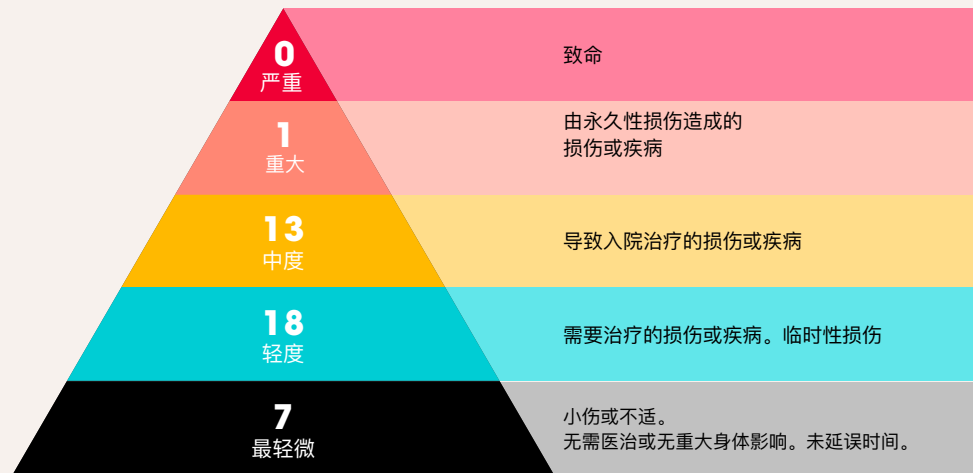 0
严重
致命
1
重大
由永久性损伤造成的
损伤或疾病
13
中度
导致入院治疗的损伤或疾病
18
轻度
需要治疗的损伤或疾病。临时性损伤
7
最轻微
小伤或不适。
无需医治或无重大身体影响。未延误时间。